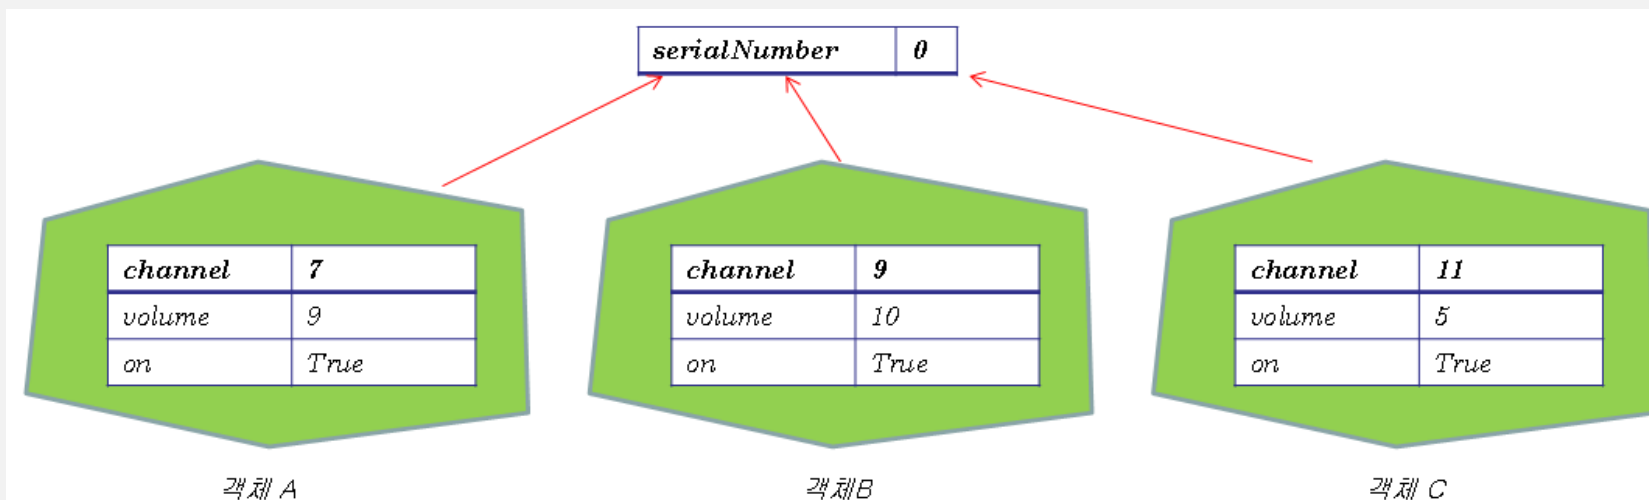 serialNumber 0
channel 7
volume 9
on True
channel 9
volume 10
on True
channel 11
volume 5
on True
객체 A
객체B
객체 C